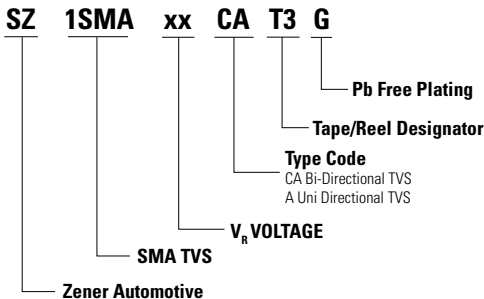 SZ 1SMA xx CA T3 G
Pb Free Plating
Tape/Reel Designator
Type Code
CA Bi-Directional TVS
A Uni Directional TVS
VR VOLTAGE
SMA TVS
Zener Automotive